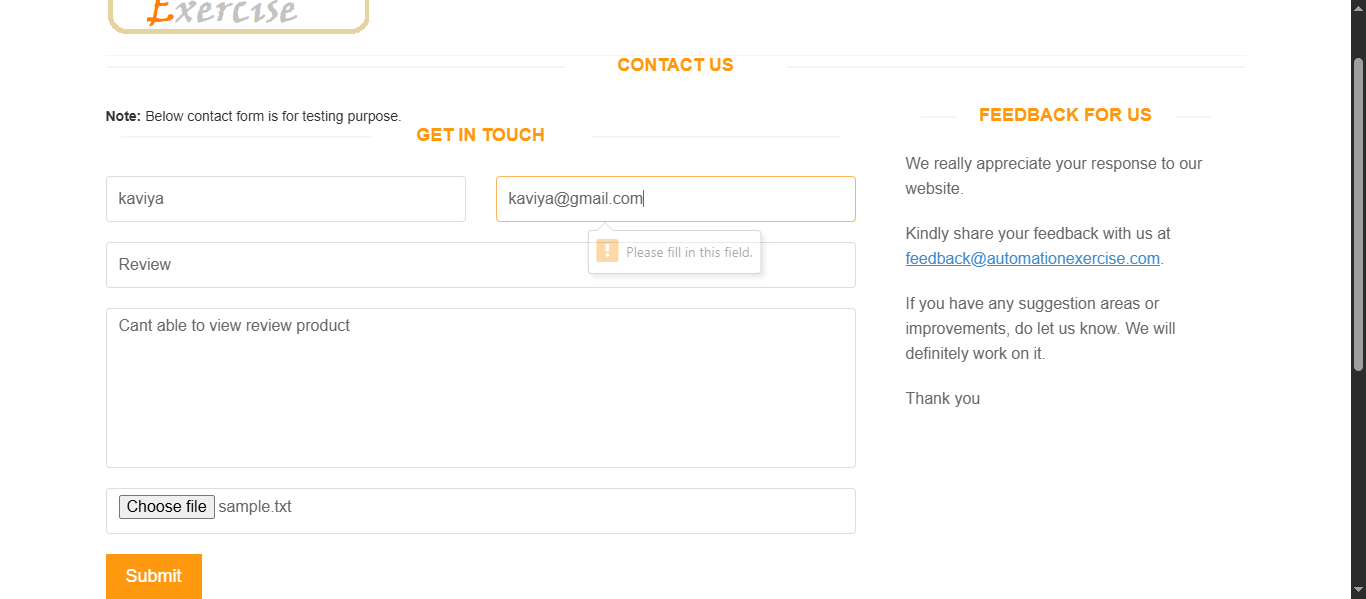 Exercise
CONTACT US
Note: Below contact form is for testing purpose.
GET IN TOUCH
kaviya
kaviya@gmail.com
! Please fill in this field.
Review
Cant able to view review product
Choose file sample.txt
Submit
FEEDBACK FOR US
We really appreciate your response to our
website.
Kindly share your feedback with us at
feedback@automationexercise.com.
If you have any suggestion areas or
improvements, do let us know. We will
definitely work on it.
Thank you